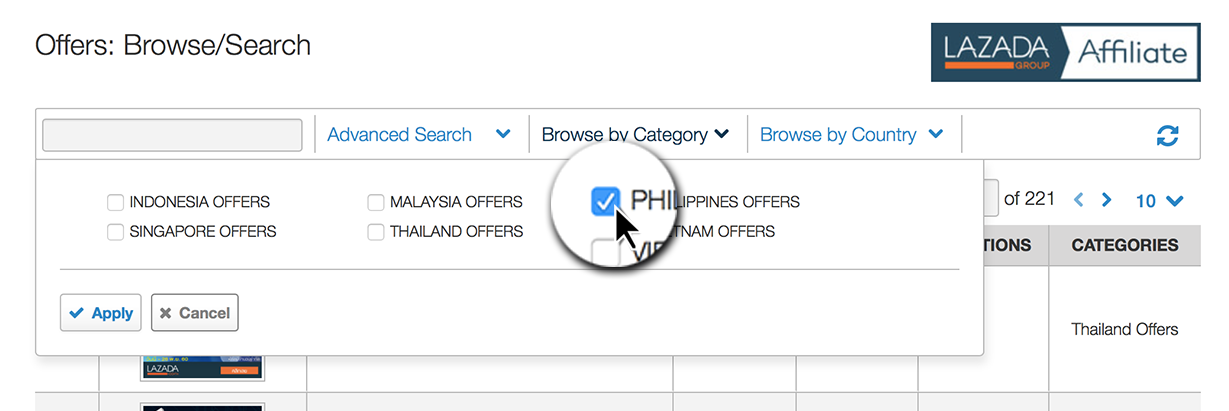 Offers: Browse/Search
LAZADA
GROUP
Affiliate
Advanced Search
Browse by Category
Browse by Country
INDONESIA OFFERS
MALAYSIA OFFERS
PHILIPPINES OFFERS
of 221
10
SINGAPORE OFFERS
THAILAND OFFERS
VIETNAM OFFERS
TIONS
CATEGORIES
Apply
Cancel
Thailand Offers
LAZADA